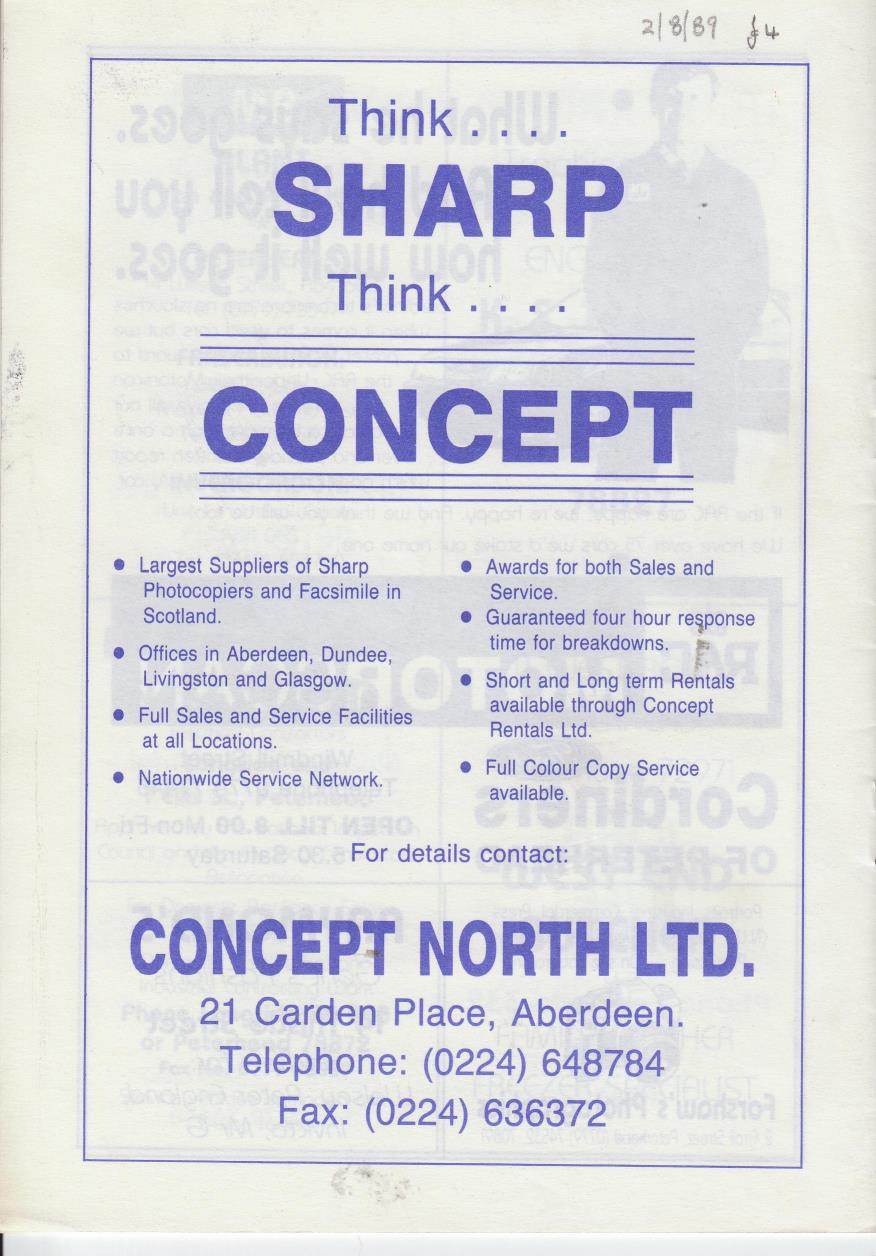 2/8/89 £4
Think . . . .
SHARP
Think . . . .
CONCEPT
● Largest Suppliers of Sharp
Photocopiers and Facsimile in
Scotland.
● Offices in Aberdeen, Dundee,
Livingston and Glasgow.
● Full Sales and Service Facilities
at all Locations.
● Nationwide Service Network.
● Awards for both Sales and
Service.
● Guaranteed four hour response
time for breakdowns.
● Short and Long term Rentals
available through Concept
Rentals Ltd.
● Full Colour Copy Service
available.
For details contact:
CONCEPT NORTH LTD.
21 Carden Place, Aberdeen.
Telephone: (0224) 648784
Fax: (0224) 636372